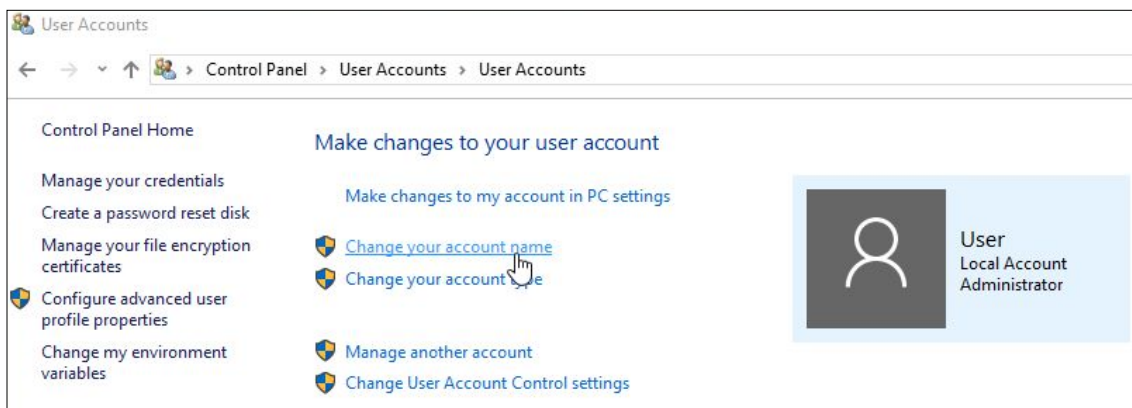 User Accounts
Control Panel > User Accounts > User Accounts
Control Panel Home
Manage your credentials
Create a password reset disk
Manage your file encryption
certificates
Configure advanced user
profile properties
Change my environment
variables
Make changes to your user account
Make changes to my account in PC settings
Change your account name
Change your account type
Manage another account
Change User Account Control settings
User
Local Account
Administrator